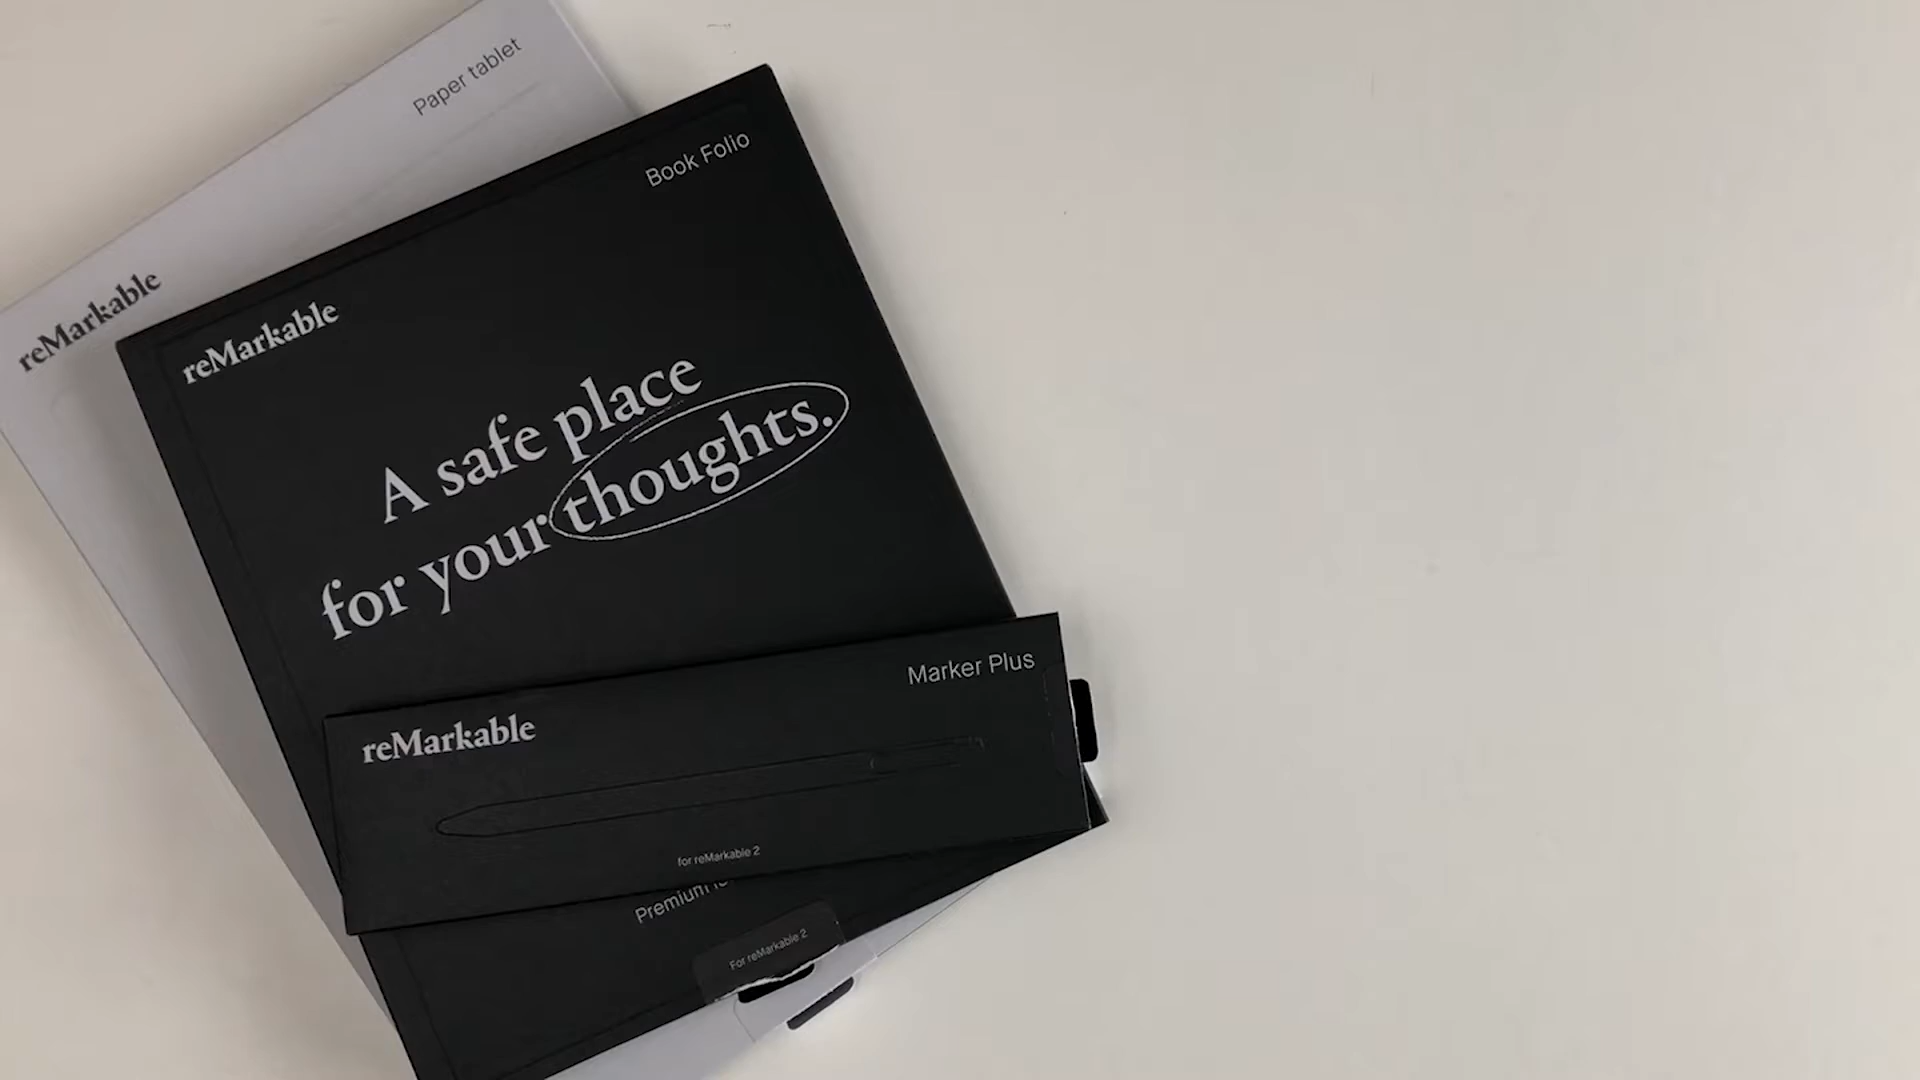 Paper tablet
reMarkable
Book Folio
reMarkable
A safe place
for your thoughts.
Marker Plus
reMarkable
for reMarkable 2
Premium
For reMarkable 2